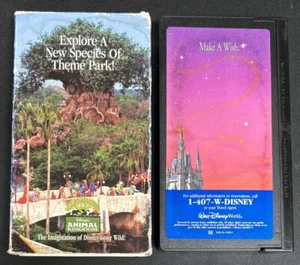 Explore A
New Species Of
Theme Park!
Disney's
ANIMAL
KINGDOM
The Imagination of Disney Gone Wild!
Make A Wish.
For additional information or reservations, call
1-407-W-DISNEY
or your Travel Agent.
Walt Disney World